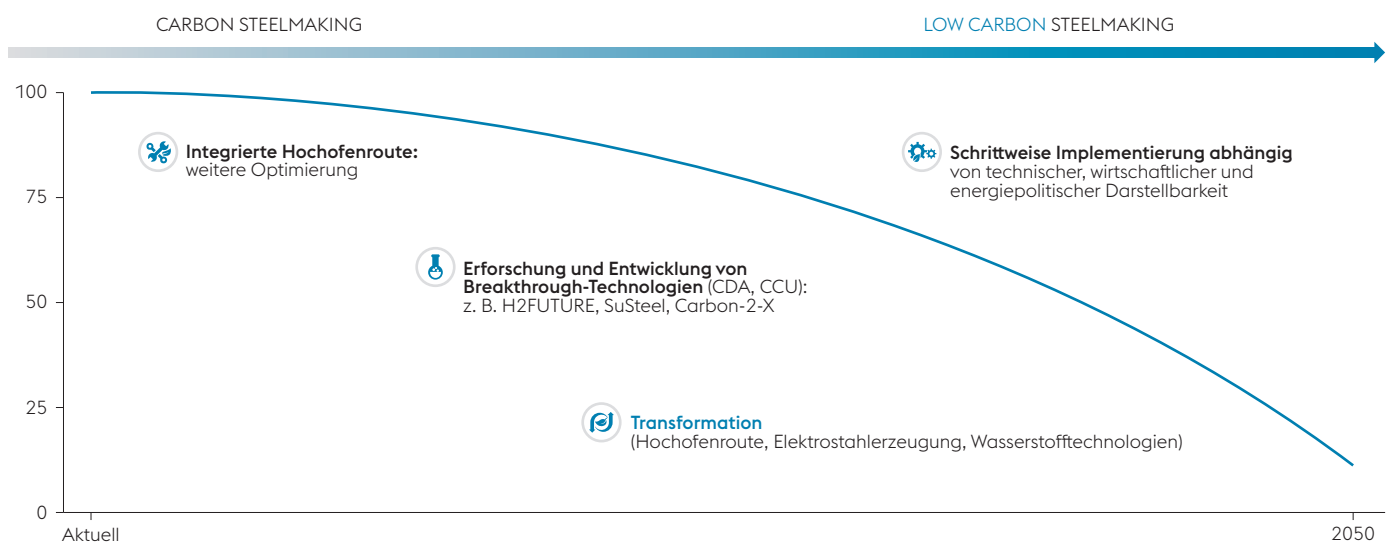 CARBON STEELMAKING
LOW CARBON STEELMAKING
100
75
50
25
0
Integrierte Hochofenroute:
weitere Optimierung
Schrittweise Implementierung abhängig
von technischer, wirtschaftlicher und
energiepolitischer Darstellbarkeit
Erforschung und Entwicklung von
Breakthrough-Technologien (CDA, CCU):
z. B. H2FUTURE, SuSteel, Carbon-2-X
Transformation
(Hochofenroute, Elektrostahlerzeugung, Wasserstofftechnologien)
Aktuell
2050